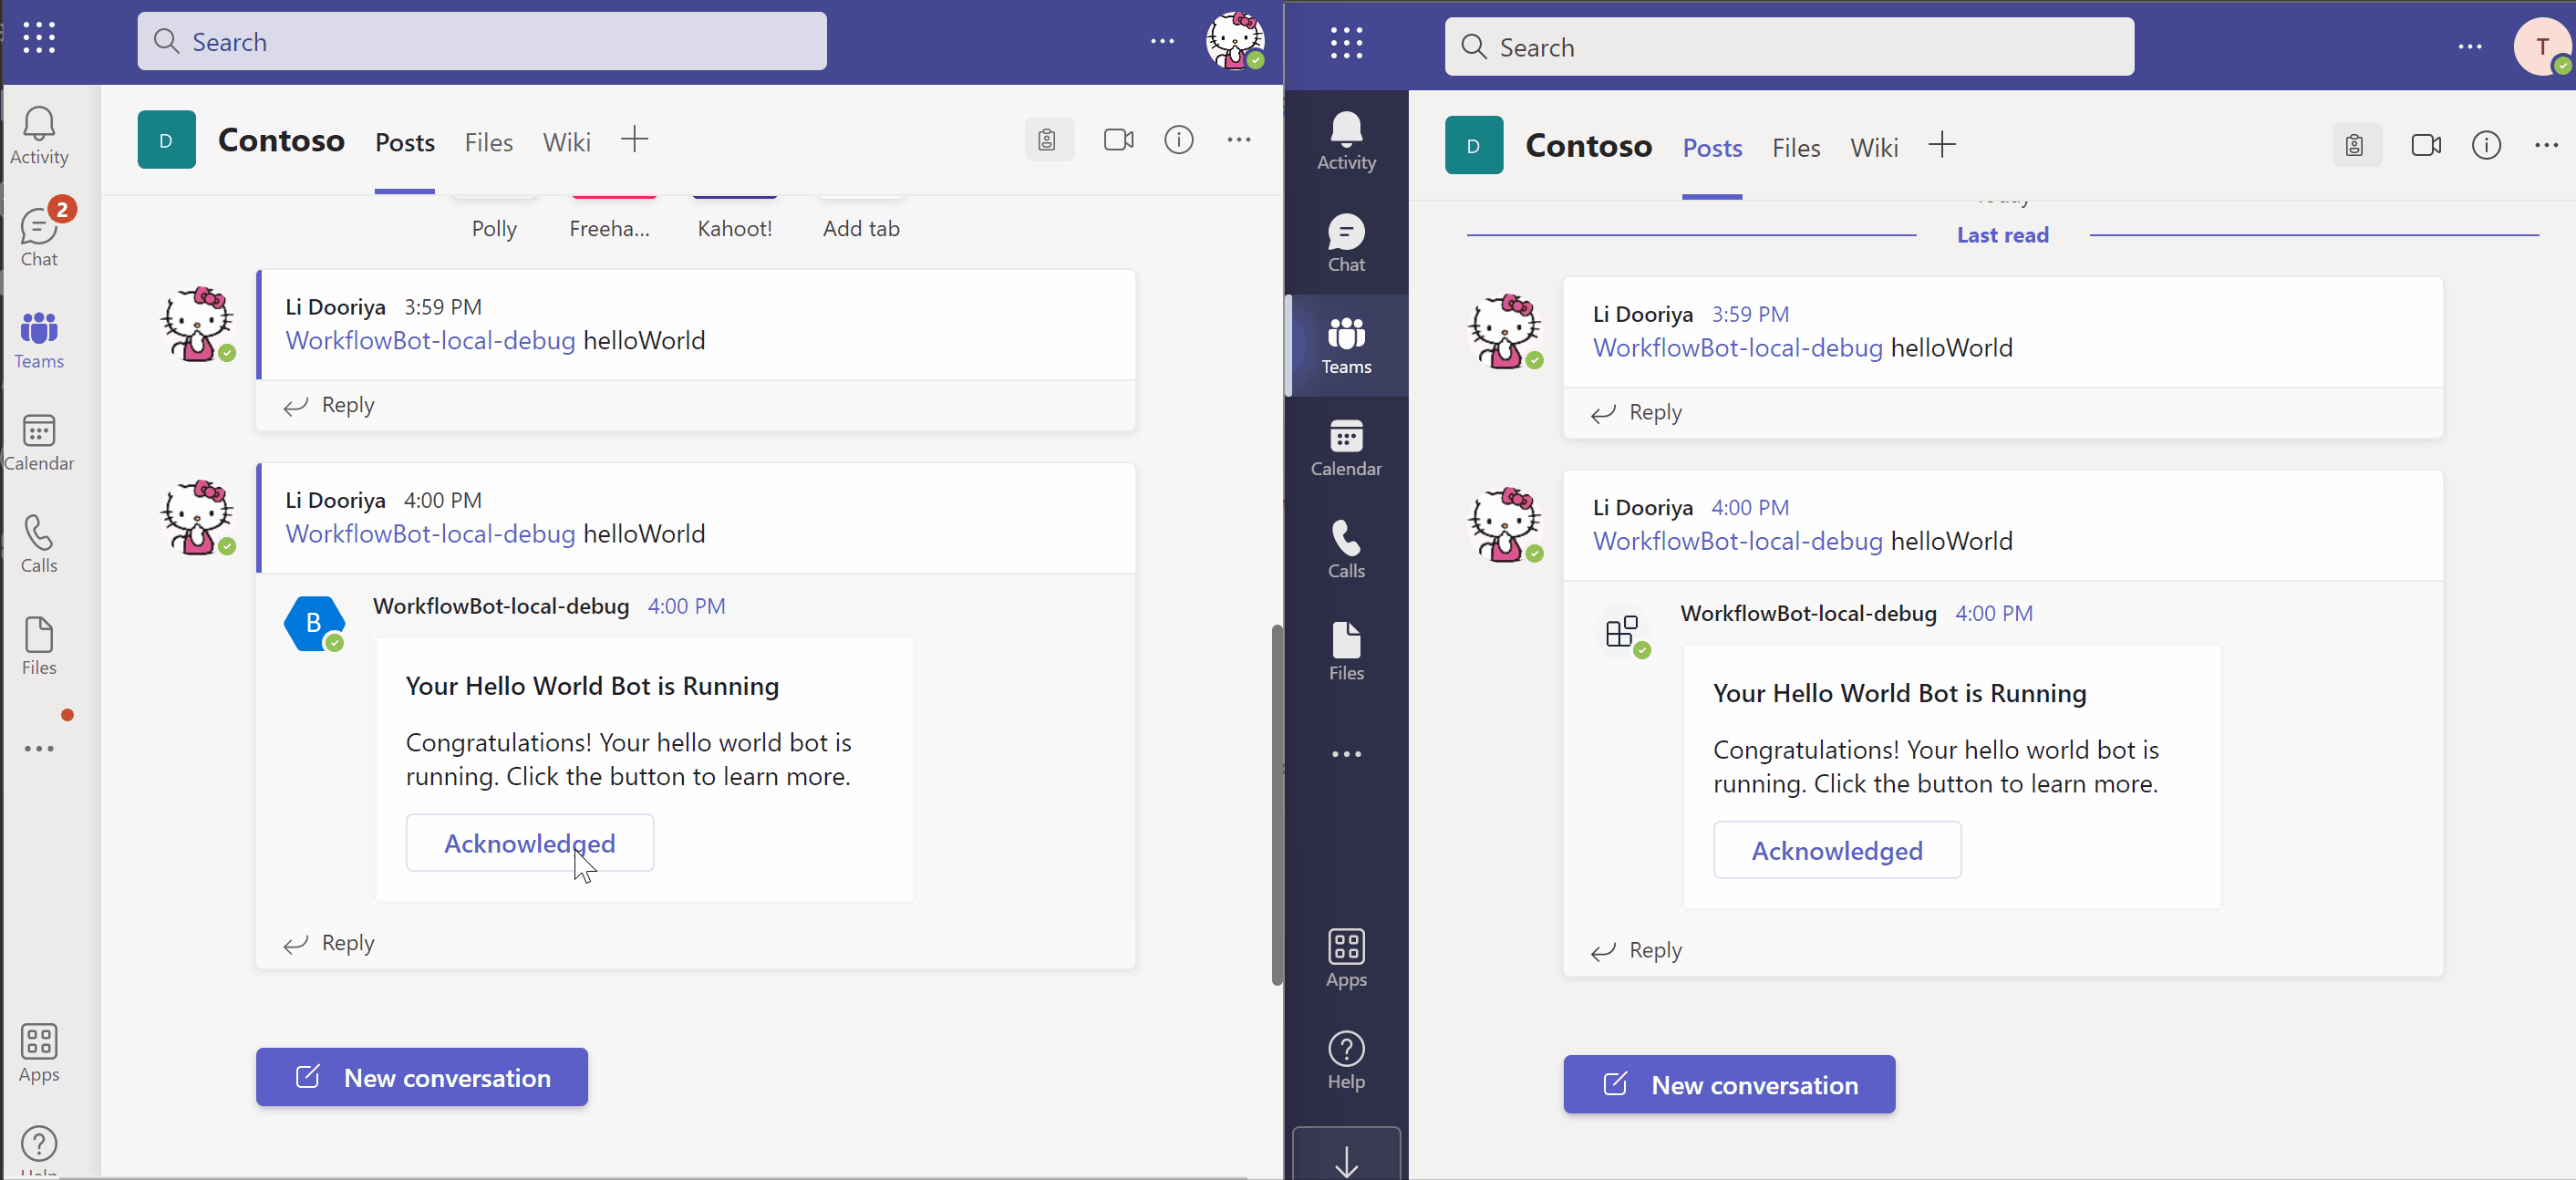 Search
D
Contoso
Posts
Files
Wiki
Activity
2
Chat
Teams
Calendar
Calls
Files
Apps
Help
Polly
Freeha...
Kahoot!
Add tab
Li Dooriya 3:59 PM
WorkflowBot-local-debug helloWorld
Reply
Li Dooriya 4:00 PM
WorkflowBot-local-debug helloWorld
B
WorkflowBot-local-debug 4:00 PM
Your Hello World Bot is Running
Congratulations! Your hello world bot is
running. Click the button to learn more.
Acknowledged
Reply
New conversation
Search
T
D
Contoso
Posts
Files
Wiki
Activity
Chat
Teams
Calendar
Calls
Files
Apps
Help
Today
Last read
Li Dooriya 3:59 PM
WorkflowBot-local-debug helloWorld
Reply
Li Dooriya 4:00 PM
WorkflowBot-local-debug helloWorld
WorkflowBot-local-debug 4:00 PM
Your Hello World Bot is Running
Congratulations! Your hello world bot is
running. Click the button to learn more.
Acknowledged
Reply
New conversation